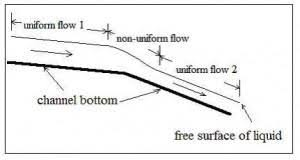 uniform flow 1
non-uniform flow
uniform flow 2
channel bottom
free surface of liquid